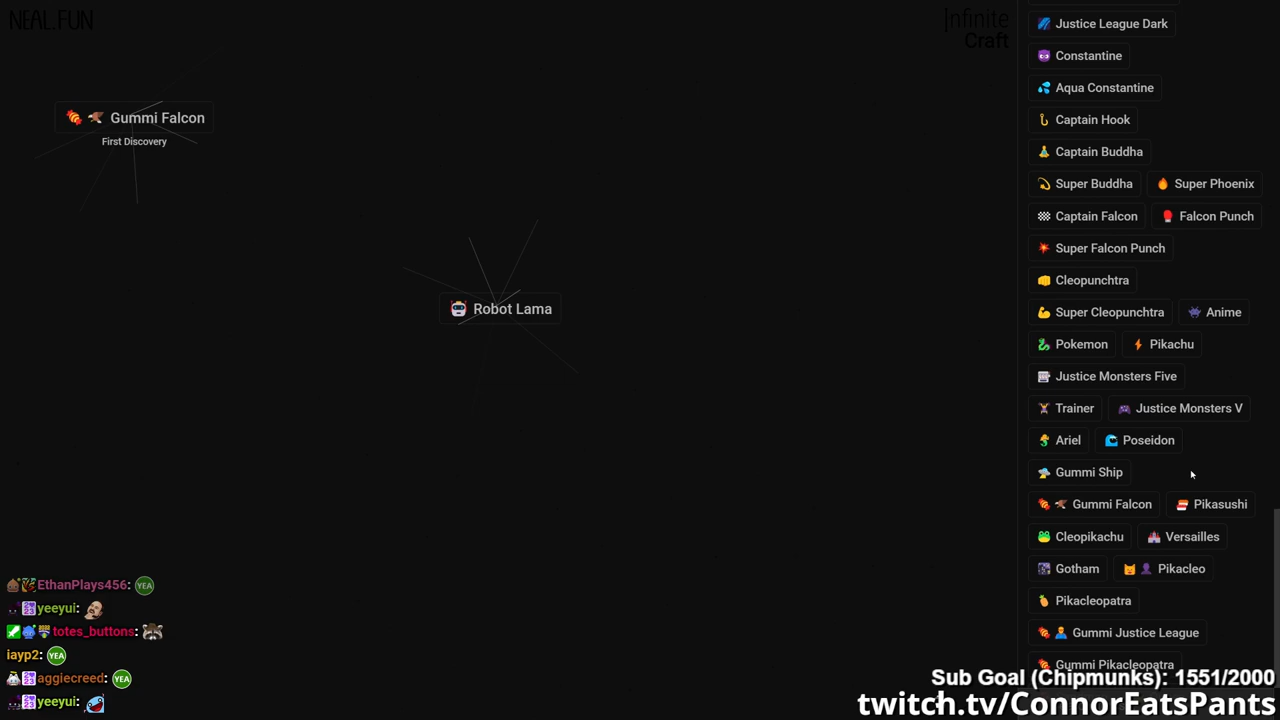 NEAL.FUN
Infinite
Craft
Gummi Falcon
First Discovery
Robot Lama
Justice League Dark
Constantine
Aqua Constantine
Captain Hook
Captain Buddha
Super Buddha Super Phoenix
Captain Falcon Falcon Punch
Super Falcon Punch
Cleopunchtra
Super Cleopunchtra Anime
Pokemon Pikachu
Justice Monsters Five
Trainer Justice Monsters V
Ariel Poseidon
Gummi Ship
Gummi Falcon Pikasushi
Cleopikachu Versailles
Gotham Pikacleo
Pikacleopatra
Gummi Justice League
Gummi Pikacleopatra
EthanPlays456: YEA
yeeyui:
totes_buttons:
iayp2: YEA
aggiecreed: YEA
yeeyui:
Sub Goal (Chipmunks): 1551/2000
twitch.tv/ConnorEatsPants